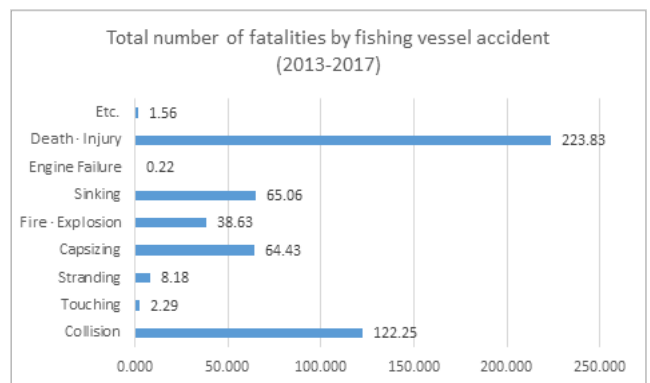 Total number of fatalities by fishing vessel accident
(2013-2017)
Etc. 1.56
Death · Injury 223.83
Engine Failure 0.22
Sinking 65.06
Fire · Explosion 38.63
Capsizing 64.43
Stranding 8.18
Touching 2.29
Collision 122.25
0.000 50.000 100.000 150.000 200.000 250.000